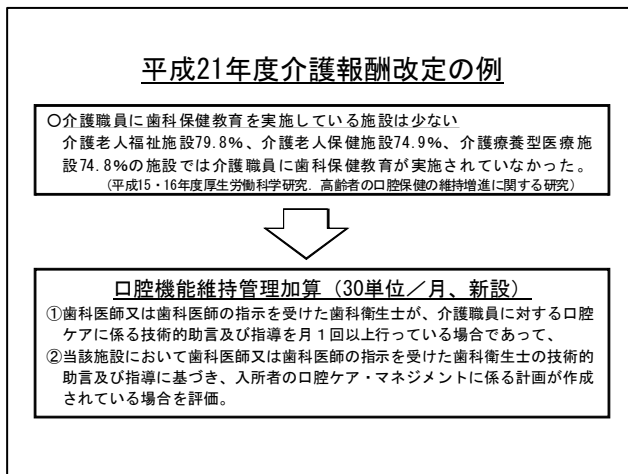 平成21年度介護報酬改定の例
○介護職員に歯科保健教育を実施している施設は少ない
介護老人福祉施設79.8％、介護老人保健施設74.9％、介護療養型医療施
設74.8％の施設では介護職員に歯科保健教育が実施されていなかった。
(平成15・16年度厚生労働科学研究. 高齢者の口腔保健の維持増進に関する研究)
口腔機能維持管理加算（30単位／月、新設）
①歯科医師又は歯科医師の指示を受けた歯科衛生士が、介護職員に対する口腔
ケアに係る技術的助言及び指導を月１回以上行っている場合であって、
②当該施設において歯科医師又は歯科医師の指示を受けた歯科衛生士の技術的
助言及び指導に基づき、入所者の口腔ケア・マネジメントに係る計画が作成
されている場合を評価。